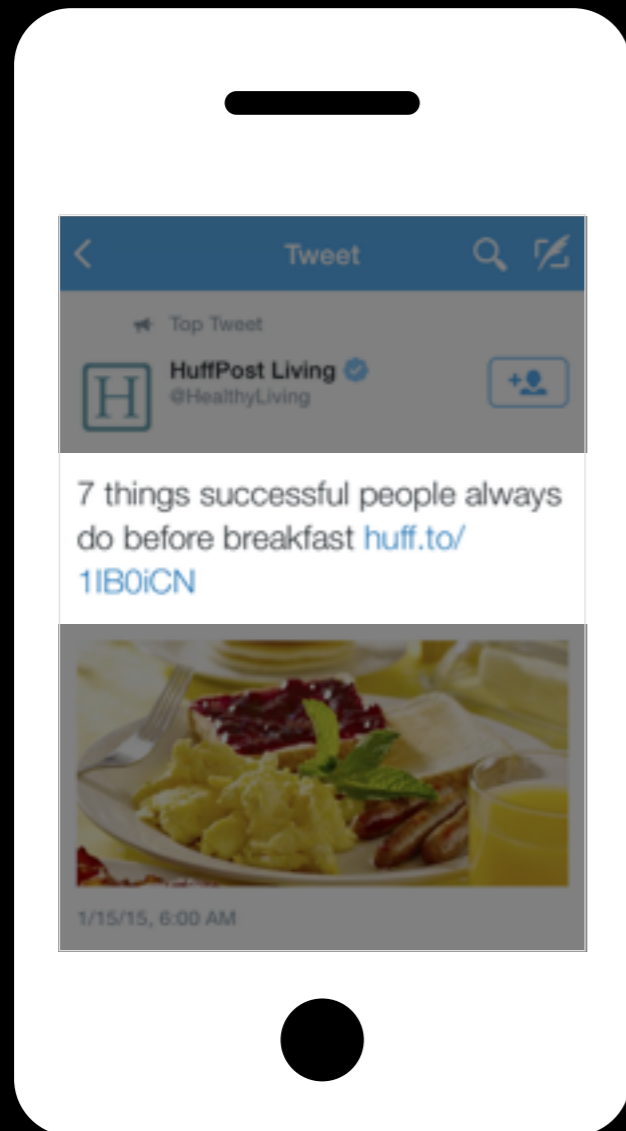 Tweet
Top Tweet
HuffPost Living
@HealthyLiving
H
7 things successful people always
do before breakfast huff.to/
1IB0iCN
1/15/15, 6:00 AM